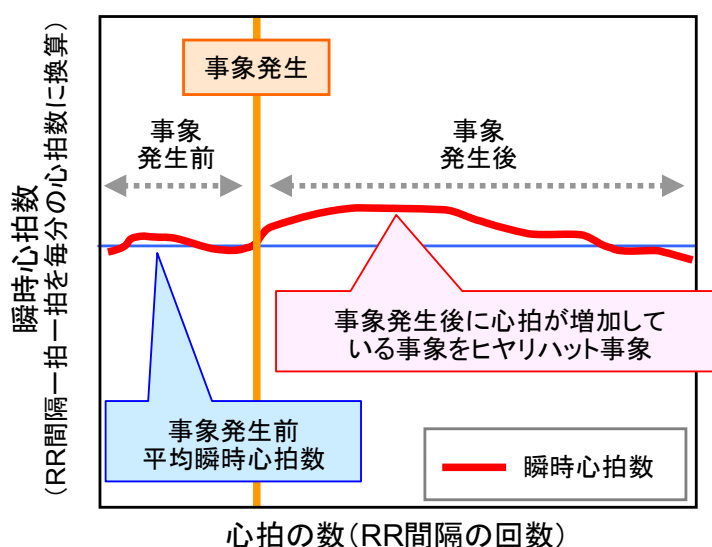 事象発生
事象
発生前
事象
発生後
瞬時心拍数
(RR間隔一拍一拍を毎分の心拍数に換算)
事象発生後に心拍が増加して
いる事象をヒヤリハット事象
事象発生前
平均瞬時心拍数
瞬時心拍数
心拍の数(RR間隔の回数)